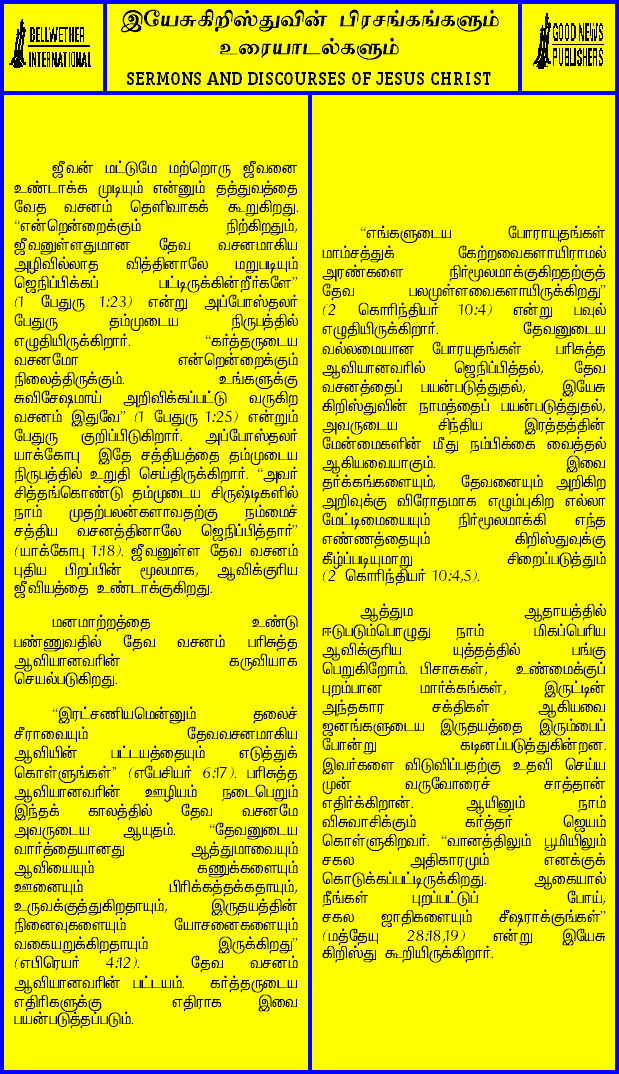 BELLWETHER
INTERNATIONAL
இயேசுகிறிஸ்துவின் பிரசங்கங்களும்
உரையாடல்களும்
SERMONS AND DISCOURSES OF JESUS CHRIST
GOOD NEWS
PUBLISHERS
ஜீவன் மட்டுமே மற்றொரு ஜீவனை
உண்டாக்க முடியும் என்னும் தத்துவத்தை
வேத வசனம் தெளிவாகக் கூறுகிறது.
“என்றென்றைக்கும் நிற்கிறதும்,
ஜீவனுள்ளதுமான தேவ வசனமாகிய
அழிவில்லாத வித்தினாலே மறுபடியும்
ஜெநிப்பிக்கப் பட்டிருக்கின்றீர்களே”
(1 பேதுரு 1:23) என்று அப்போஸ்தலர்
பேதுரு தம்முடைய நிருபத்தில்
எழுதியிருக்கிறார். “கர்த்தருடைய
வசனமோ என்றென்றைக்கும்
நிலைத்திருக்கும். உங்களுக்கு
சுவிசேஷமாய் அறிவிக்கப்பட்டு வருகிற
வசனம் இதுவே” (1 பேதுரு 1:25) என்றும்
பேதுரு குறிப்பிடுகிறார். அப்போஸ்தலர்
யாக்கோபு இதே சத்தியத்தை தம்முடைய
நிருபத்தில் உறுதி செய்திருக்கிறார். “அவர்
சித்தங்கொண்டு தம்முடைய சிருஷ்டிகளில்
நாம் முதற்பலன்களாவதற்கு நம்மைச்
சத்திய வசனத்தினாலே ஜெநிப்பித்தார்”
(யாக்கோபு 1:18). ஜீவனுள்ள தேவ வசனம்
புதிய பிறப்பின் மூலமாக, ஆவிக்குரிய
ஜீவியத்தை உண்டாக்குகிறது.
மனமாற்றத்தை உண்டு
பண்ணுவதில் தேவ வசனம் பரிசுத்த
ஆவியானவரின் கருவியாக
செயல்படுகிறது.
“இரட்சணியமென்னும் தலைச்
சீராவையும் தேவவசனமாகிய
ஆவியின் பட்டயத்தையும் எடுத்துக்
கொள்ளுங்கள்” (எபேசியர் 6:17). பரிசுத்த
ஆவியானவரின் ஊழியம் நடைபெறும்
இந்தக் காலத்தில் தேவ வசனமே
அவருடைய ஆயுதம். “தேவனுடைய
வார்த்தையானது ஆத்துமாவையும்
ஆவியையும் கணுக்களையும்
ஊனையும் பிரிக்கத்தக்கதாயும்,
உருவக்குத்துகிறதாயும், இருதயத்தின்
நினைவுகளையும் யோசனைகளையும்
வகையறுக்கிறதாயும் இருக்கிறது”
(எபிரெயர் 4:12). தேவ வசனம்
ஆவியானவரின் பட்டயம். கர்த்தருடைய
எதிரிகளுக்கு எதிராக இவை
பயன்படுத்தப்படும்.
“எங்களுடைய போராயுதங்கள்
மாம்சத்துக் கேற்றவைகளாயிராமல்
அரண்களை நிர்மூலமாக்குகிறதற்குத்
தேவ பலமுள்ளவைகளாயிருக்கிறது”
(2 கொரிந்தியர் 10:4) என்று பவுல்
எழுதியிருக்கிறார். தேவனுடைய
வல்லமையான போரயுதங்கள் பரிசுத்த
ஆவியானவரில் ஜெநிப்பித்தல், தேவ
வசனத்தைப் பயன்படுத்துதல், இயேசு
கிறிஸ்துவின் நாமத்தைப் பயன்படுத்துதல்,
அவருடைய சிந்திய இரத்தத்தின்
மேன்மைகளின் மீது நம்பிக்கை வைத்தல்
ஆகியவையாகும். இவை
தர்க்கங்களையும், தேவனையும் அறிகிற
அறிவுக்கு விரோதமாக எழும்புகிற எல்லா
மேட்டிமையையும் நிர்மூலமாக்கி எந்த
எண்ணத்தையும் கிறிஸ்துவுக்கு
கீழ்ப்படியுமாறு சிறைப்படுத்தும்
(2 கொரிந்தியர் 10:4,5).
ஆத்தும ஆதாயத்தில்
ஈடுபடும்பொழுது நாம் மிகப்பெரிய
ஆவிக்குரிய யுத்தத்தில் பங்கு
பெறுகிறோம். பிசாசுகள், உண்மைக்குப்
புறம்பான மார்க்கங்கள், இருட்டின்
அந்தகார சக்திகள் ஆகியவை
ஜனங்களுடைய இருதயத்தை இரும்பைப்
போன்று கடினப்படுத்துகின்றன.
இவர்களை விடுவிப்பதற்கு உதவி செய்ய
முன் வருவோரைச் சாத்தான்
எதிர்க்கிறான். ஆயினும் நாம்
விசுவாசிக்கும் கர்த்தர் ஜெயம்
கொள்ளுகிறவர். “வானத்திலும் பூமியிலும்
சகல அதிகாரமும் எனக்குக்
கொடுக்கப்பட்டிருக்கிறது. ஆகையால்
நீங்கள் புறப்பட்டுப் போய்,
சகல ஜாதிகளையும் சீஷராக்குங்கள்”
(மத்தேயு 28:18,19) என்று இயேசு
கிறிஸ்து கூறியிருக்கிறார்.